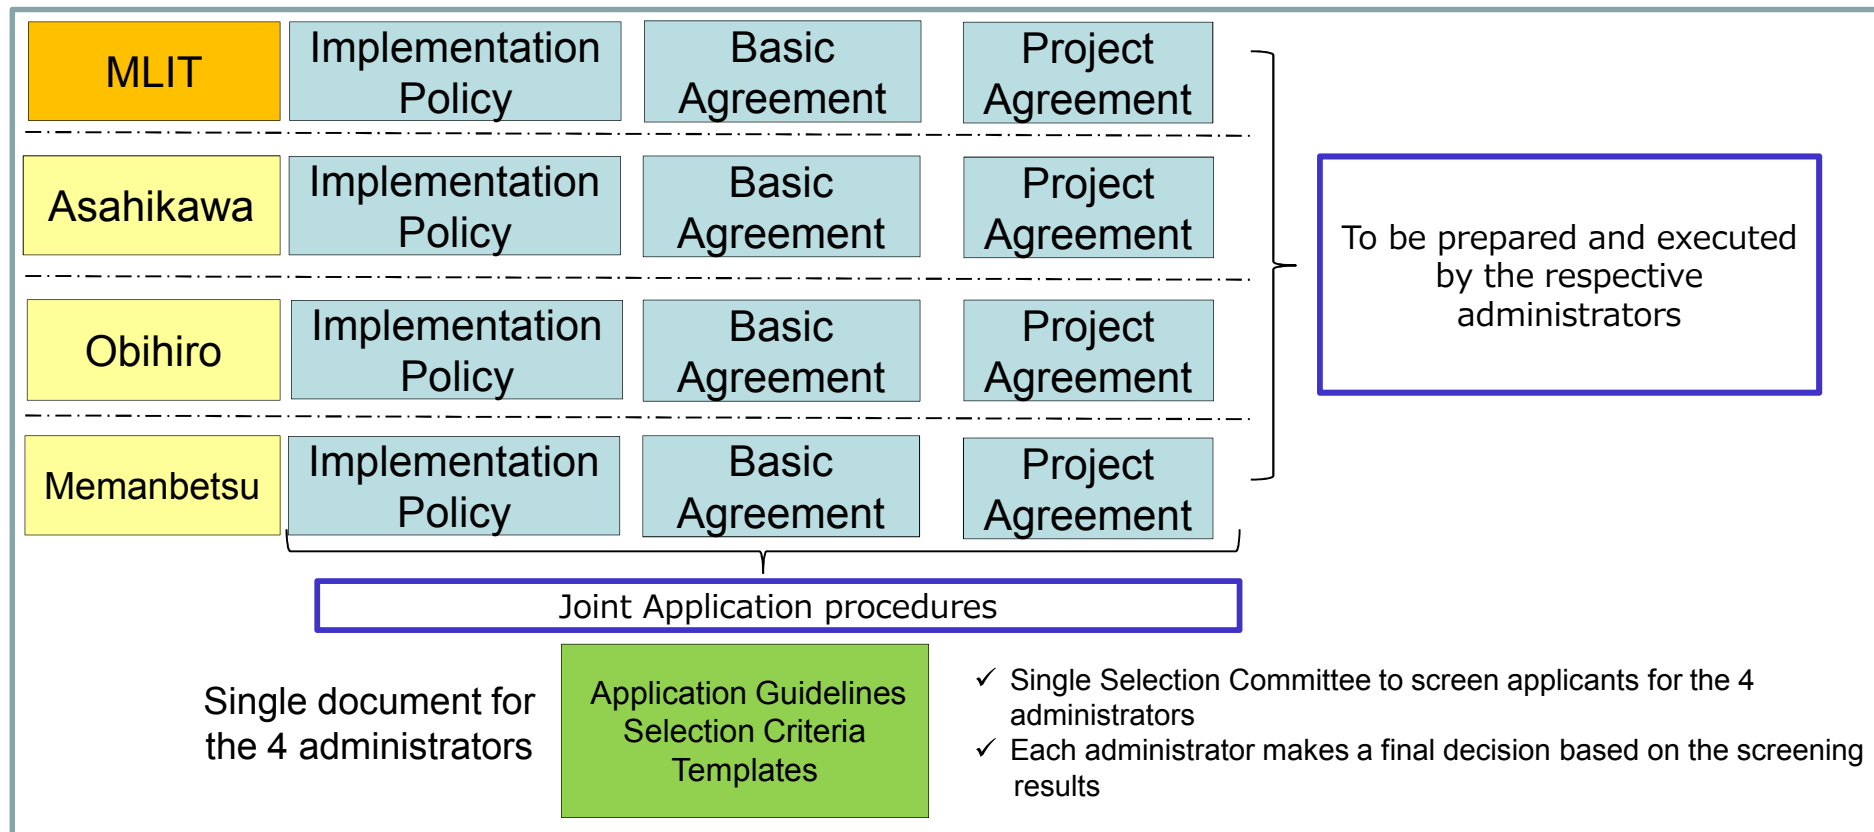 MLIT
Implementation
Policy
Basic
Agreement
Project
Agreement
Asahikawa
Implementation
Policy
Basic
Agreement
Project
Agreement
Obihiro
Implementation
Policy
Basic
Agreement
Project
Agreement
Memanbetsu
Implementation
Policy
Basic
Agreement
Project
Agreement
To be prepared and executed
by the respective
administrators
Joint Application procedures
Single document for
the 4 administrators
Application Guidelines
Selection Criteria
Templates
✓ Single Selection Committee to screen applicants for the 4
administrators
✓ Each administrator makes a final decision based on the screening
results